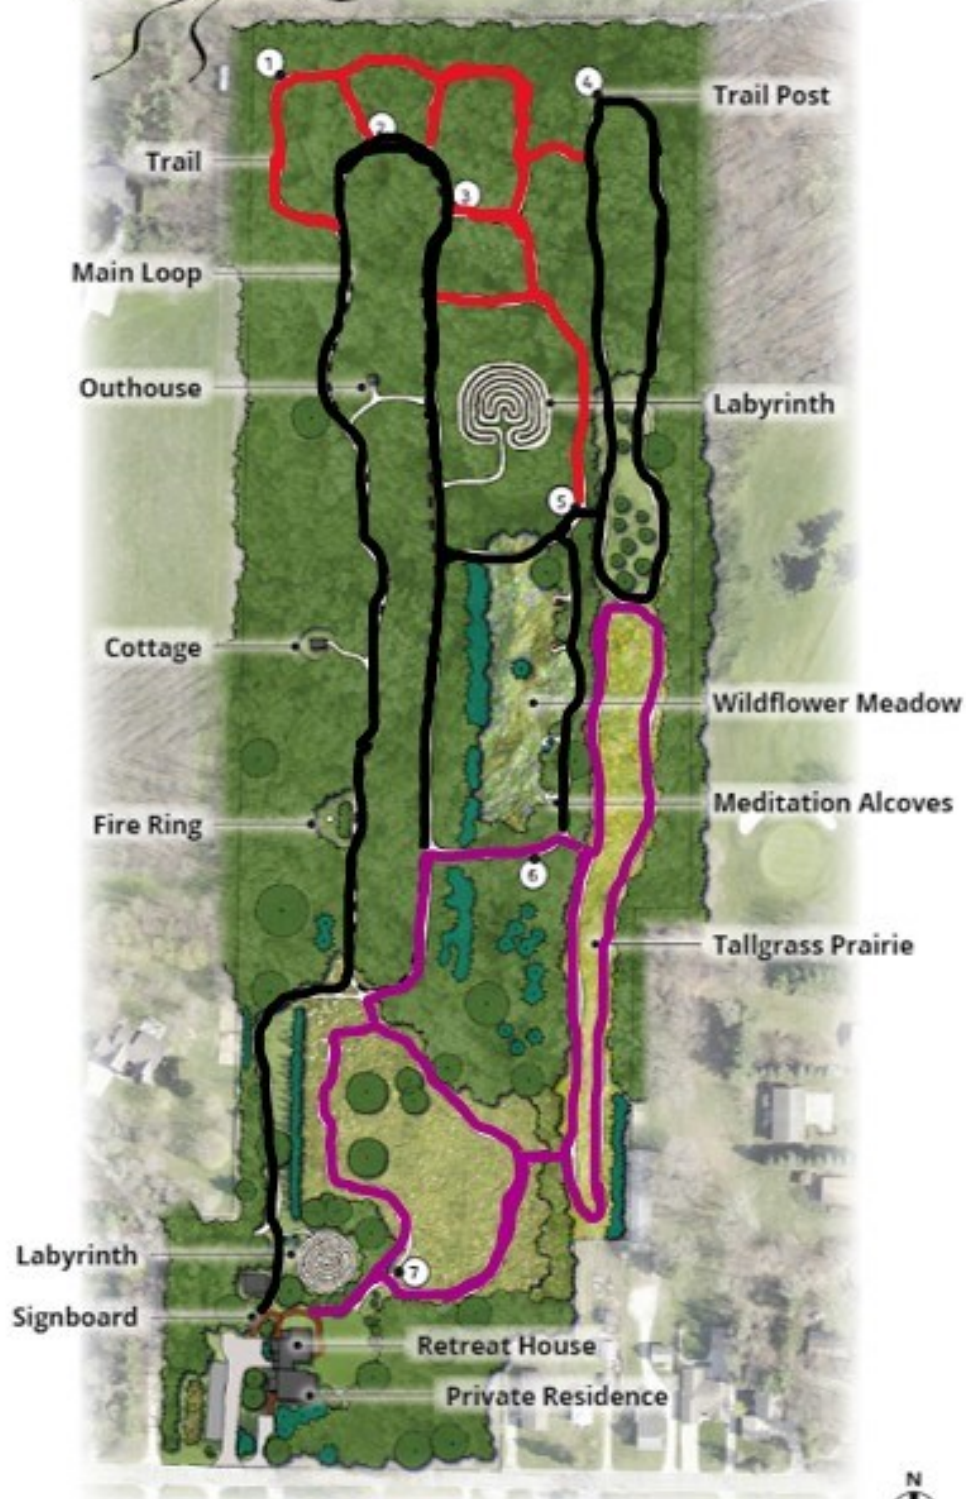 1
4
Trail Post
2
Trail
3
Main Loop
Outhouse
Labyrinth
5
Cottage
Wildflower Meadow
Meditation Alcoves
Fire Ring
6
Tallgrass Prairie
Labyrinth
7
Signboard
Retreat House
Private Residence
N